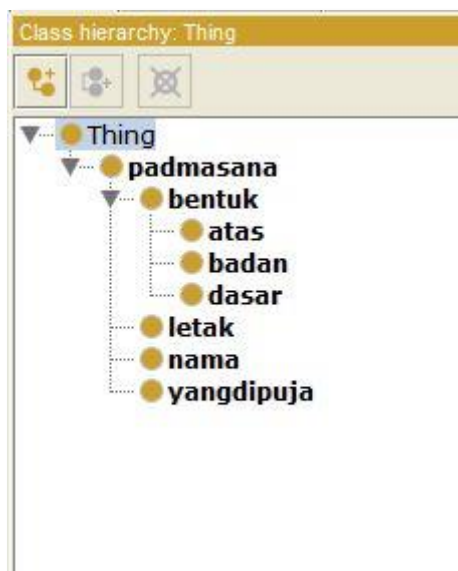 Class hierarchy: Thing
Thing
padmasana
bentuk
atas
badan
dasar
letak
nama
yangdipuja